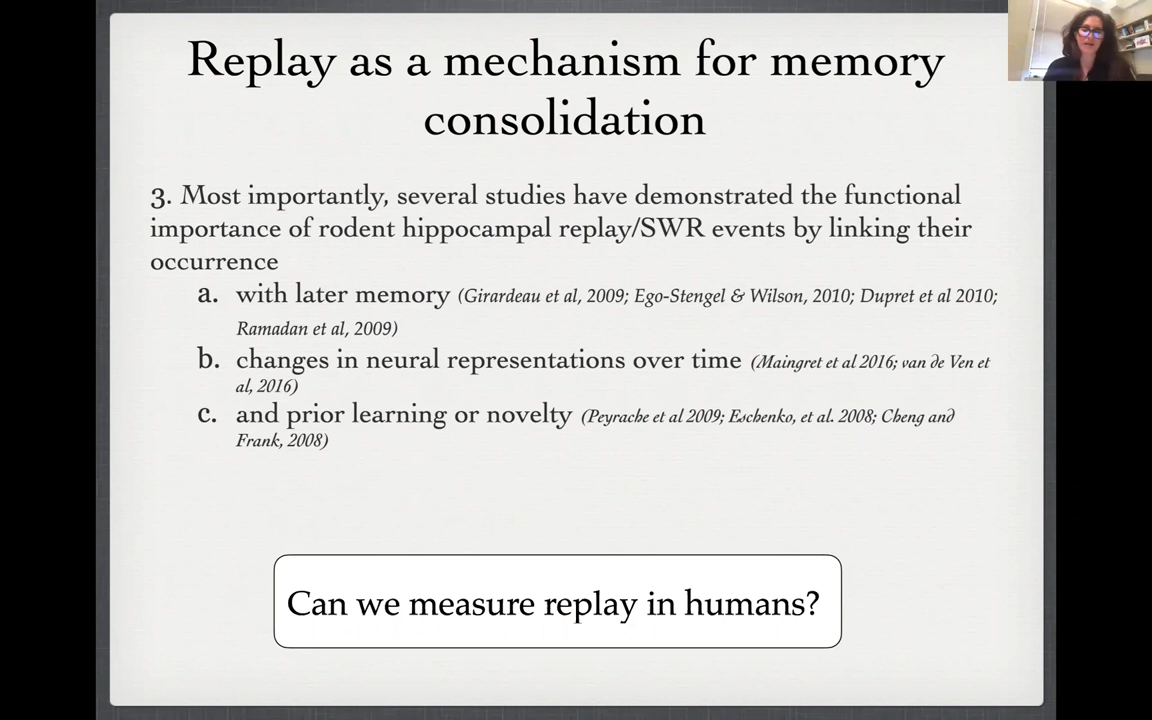 Replay as a mechanism for memory
consolidation
3. Most importantly, several studies have demonstrated the functional
importance of rodent hippocampal replay/SWR events by linking their
occurrence
a. with later memory (Girardeau et al, 2009; Ego-Stengel & Wilson, 2010; Dupret et al 2010;
Ramadan et al, 2009)
b. changes in neural representations over time (Maingret et al 2016; van de Ven et
al, 2016)
c. and prior learning or novelty (Peyrache et al 2009; Eschenko, et al. 2008; Cheng and
Frank, 2008)
Can we measure replay in humans?